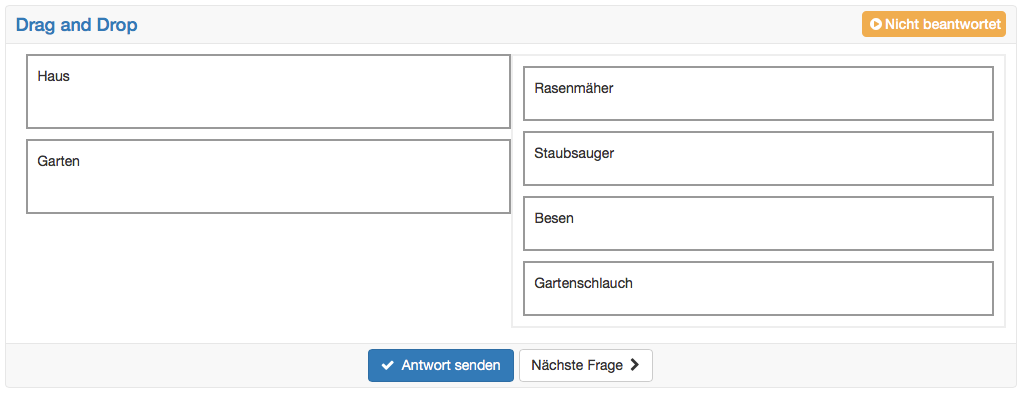 Drag and Drop
Nicht beantwortet
Haus
Garten
Rasenmäher
Staubsauger
Besen
Gartenschlauch
Antwort senden
Nächste Frage